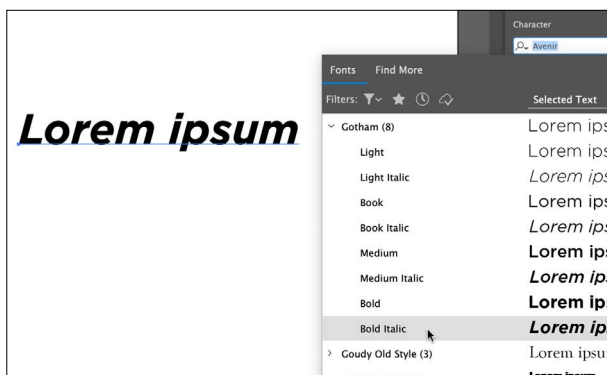 Character
Avenir
Fonts Find More
Filters: Selected Text
Lorem ipsum
Gotham (8) Lorem ips
Light Lorem ips
Light Italic Lorem ips
Book Lorem ips
Book Italic Lorem ips
Medium Lorem ips
Medium Italic Lorem ips
Bold Lorem ips
Bold Italic Lorem ip
Goudy Old Style (3) Lorem ipsu
Lorem ipsum